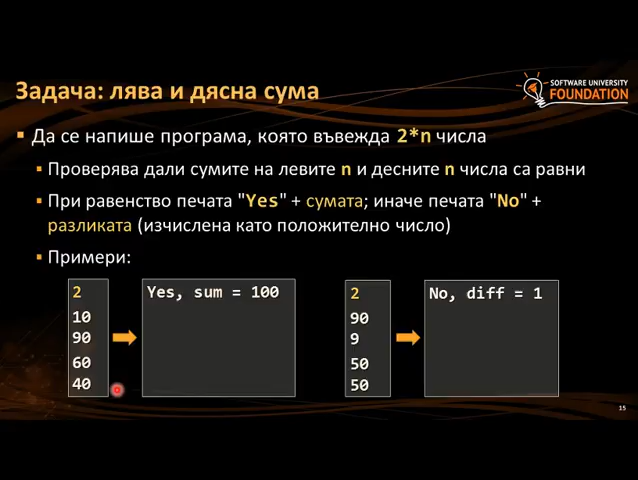 SOFTWARE UNIVERSITY
FOUNDATION
Задача: лява и дясна сума
Да се напише програма, която въвежда 2*n числа
Проверява дали сумите на левите n и десните n числа са равни
При равенство печата "Yes" + сумата; иначе печата "No" +
разликата (изчислена като положително число)
Примери:
2
10
90
60
40
Yes, sum = 100
2
90
9
50
50
No, diff = 1
15